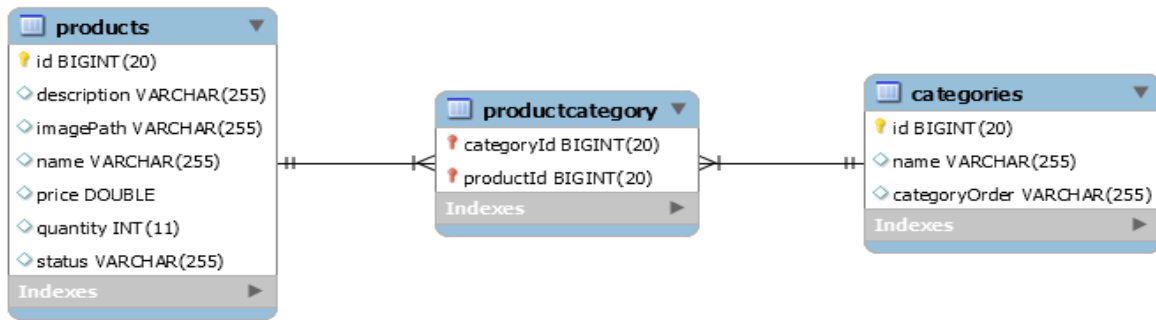 products
id BIGINT(20)
description VARCHAR(255)
imagePath VARCHAR(255)
name VARCHAR(255)
price DOUBLE
quantity INT(11)
status VARCHAR(255)
Indexes
productcategory
categoryId BIGINT(20)
productId BIGINT(20)
Indexes
categories
id BIGINT(20)
name VARCHAR(255)
categoryOrder VARCHAR(255)
Indexes